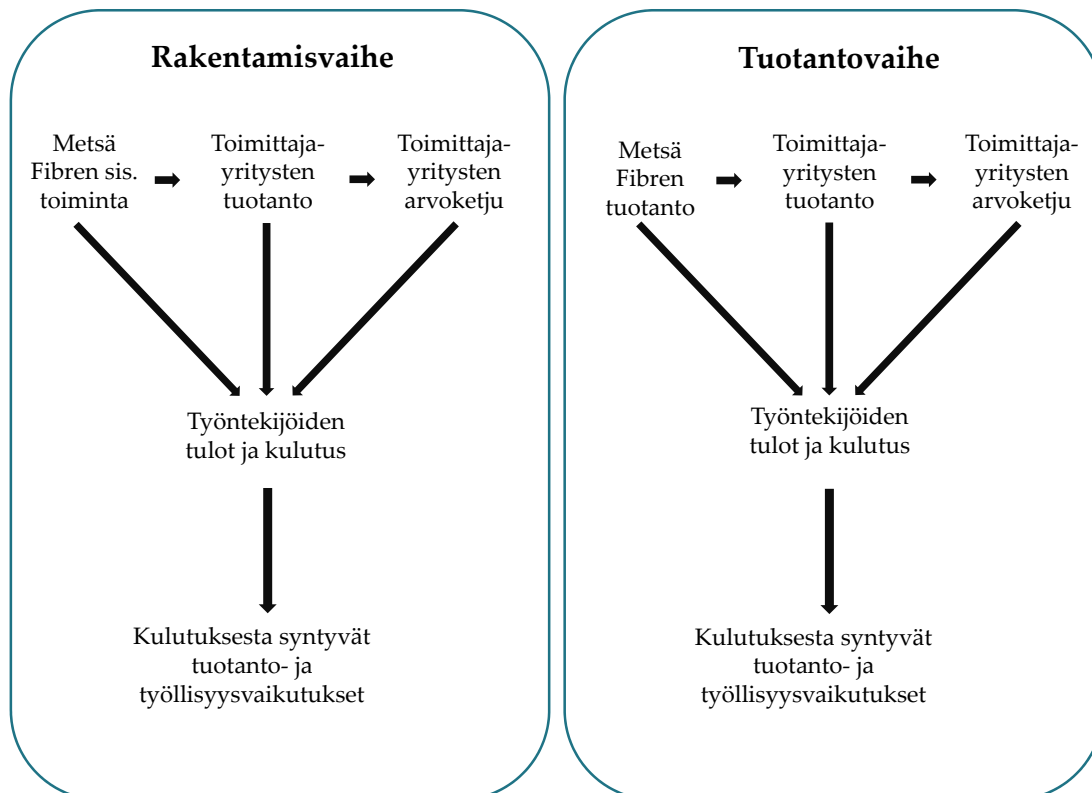 Rakentamisvaihe
Metsä
Fibren sis.
toiminta
Toimittaja-
yritysten
tuotanto
Toimittaja-
yritysten
arvoketju
Työntekijöiden
tulot ja kulutus
Kulutuksesta syntyvät
tuotanto- ja
työllisyysvaikutukset
Tuotantovaihe
Metsä
Fibren
tuotanto
Toimittaja-
yritysten
tuotanto
Toimittaja-
yritysten
arvoketju
Työntekijöiden
tulot ja kulutus
Kulutuksesta syntyvät
tuotanto- ja
työllisyysvaikutukset